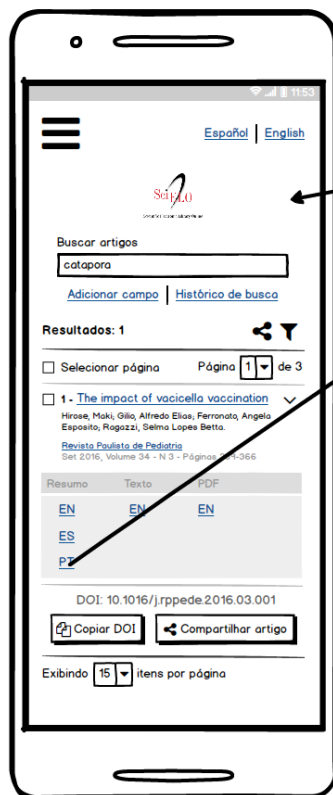 11:53
Español | English
SciELO
Buscar artigos
catapora
Adicionar campo | Histórico de busca
Resultados: 1
Selecionar página Página 1 de 3
1 - The impact of vacicella vaccination
Hirose, Maki; Gilio, Alfredo Elias; Ferronato, Angela
Esposito; Ragazzi, Selma Lopes Betta.
Revista Paulista de Pediatria
Set 2016, Volume 34 - N 3 - Páginas -366
Resumo Texto PDF
EN EN EN
ES
PT
DOI: 10.1016/j.rppede.2016.03.001
Copiar DOI Compartilhar artigo
Exibindo 15 itens por página